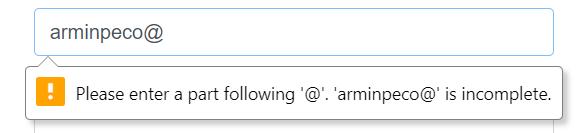 arminpeco@
Please enter a part following '@'. 'arminpeco@' is incomplete.